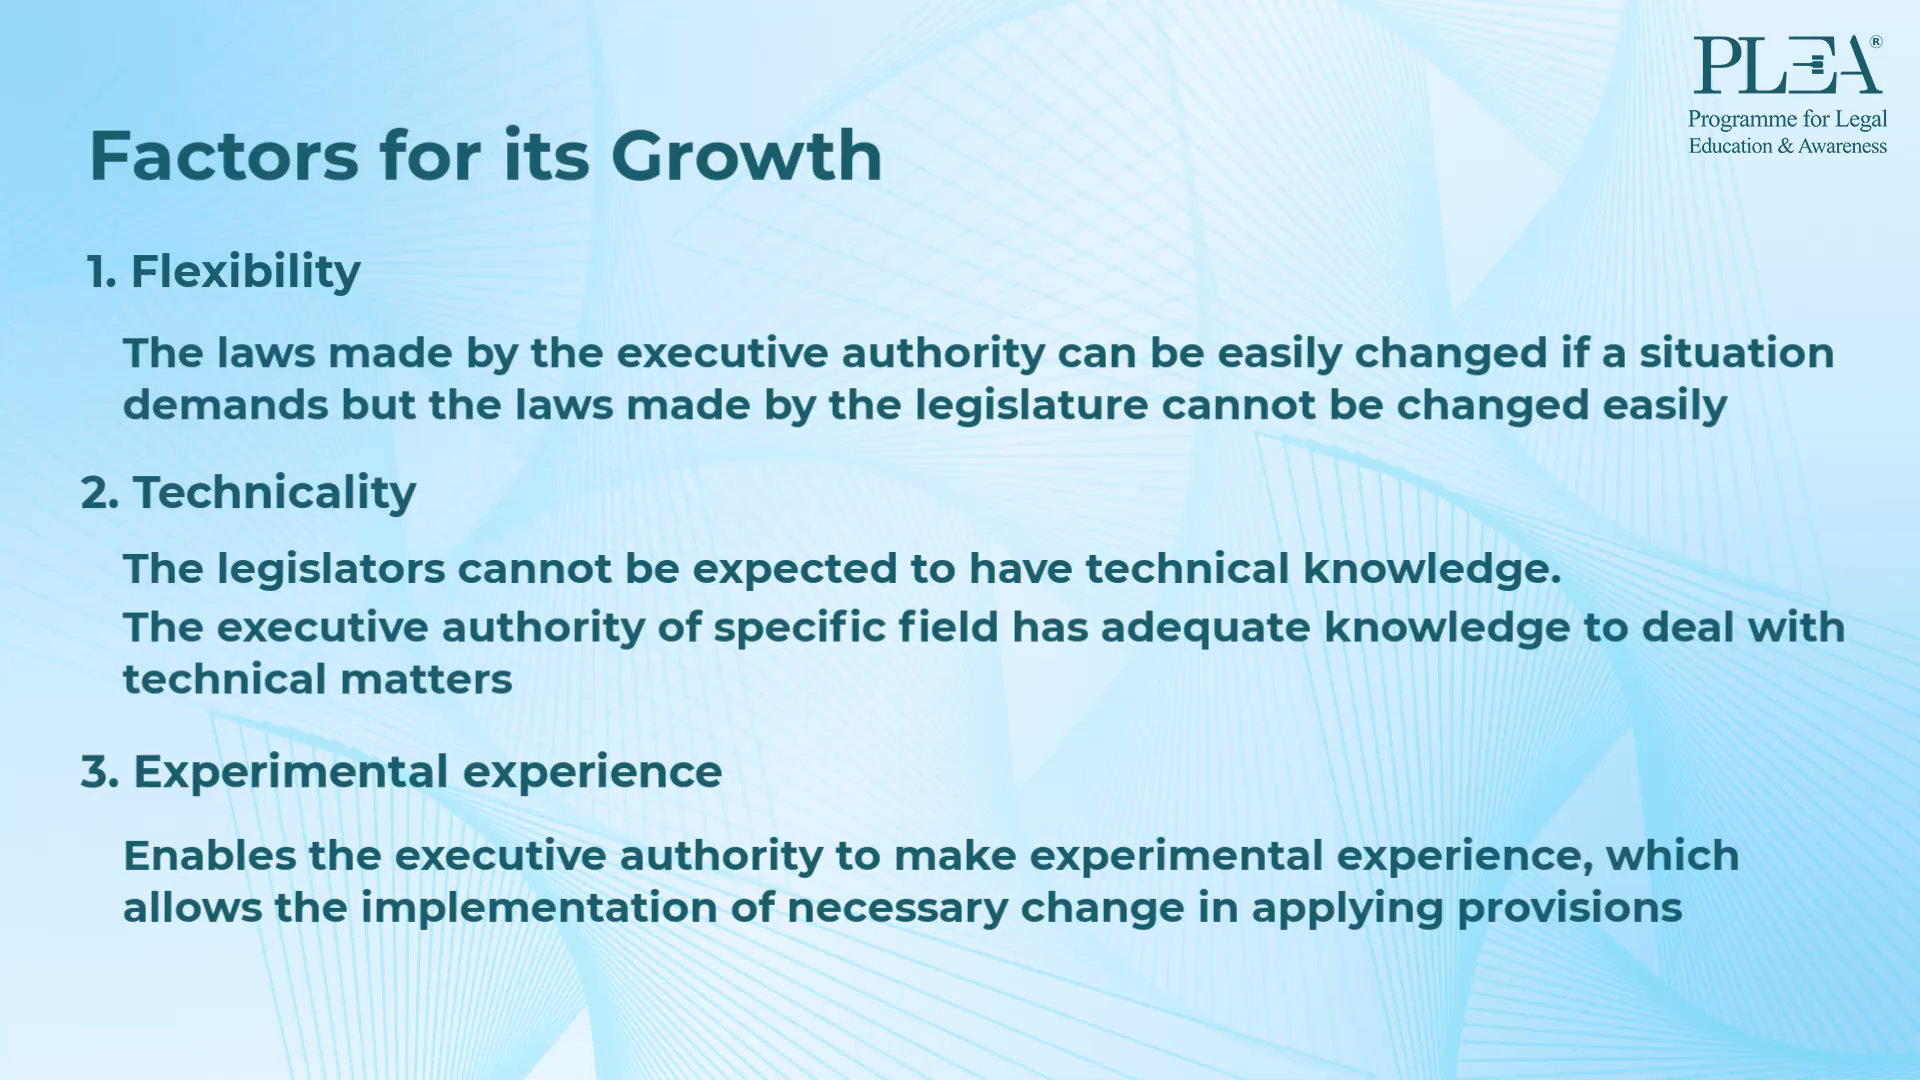 PLEA®
Programme for Legal
Education & Awareness
Factors for its Growth
1. Flexibility
The laws made by the executive authority can be easily changed if a situation
demands but the laws made by the legislature cannot be changed easily
2. Technicality
The legislators cannot be expected to have technical knowledge.
The executive authority of specific field has adequate knowledge to deal with
technical matters
3. Experimental experience
Enables the executive authority to make experimental experience, which
allows the implementation of necessary change in applying provisions